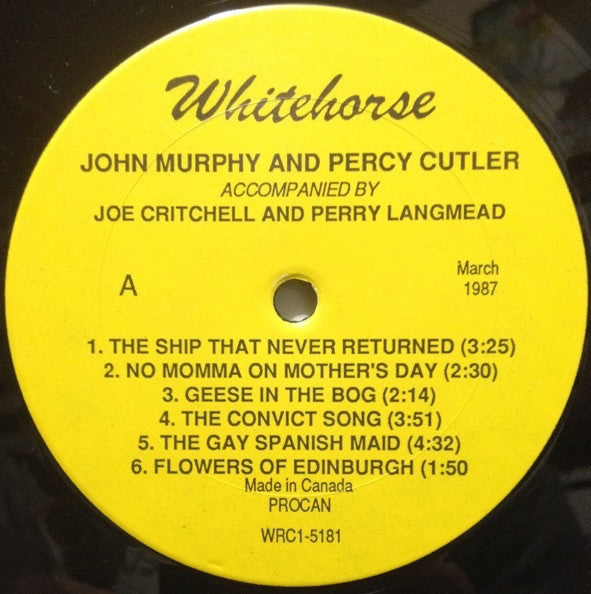 Whitehorse
JOHN MURPHY AND PERCY CUTLER
ACCOMPANIED BY
JOE CRITCHELL AND PERRY LANGMEAD
A
March
1987
1. THE SHIP THAT NEVER RETURNED (3:25)
2. NO MOMMA ON MOTHER'S DAY (2:30)
3. GEESE IN THE BOG (2:14)
4. THE CONVICT SONG (3:51)
5. THE GAY SPANISH MAID (4:32)
6. FLOWERS OF EDINBURGH (1:50
Made in Canada
PROCAN
WRC1-5181